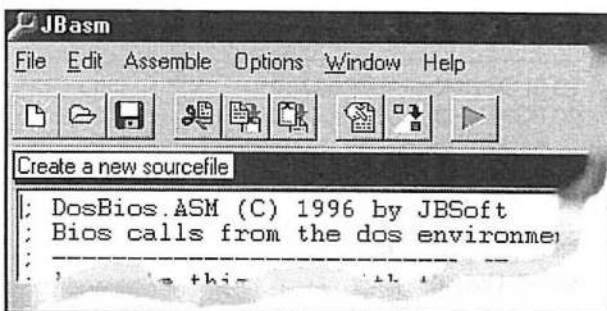 JBasm
File Edit Assemble Options Window Help
Create a new sourcefile
; DosBios.ASM (C) 1996 by JBSoft
; Bios calls from the dos
; --------------------------------
; this